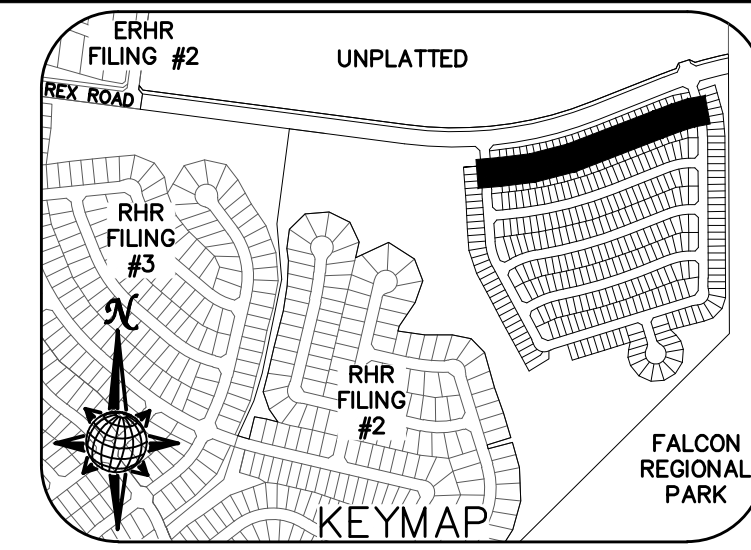 ERHR
FILING #2
UNPLATTED
REX ROAD
RHR
FILING
#3
N
RHR
FILING
#2
FALCON
REGIONAL
PARK
KEYMAP